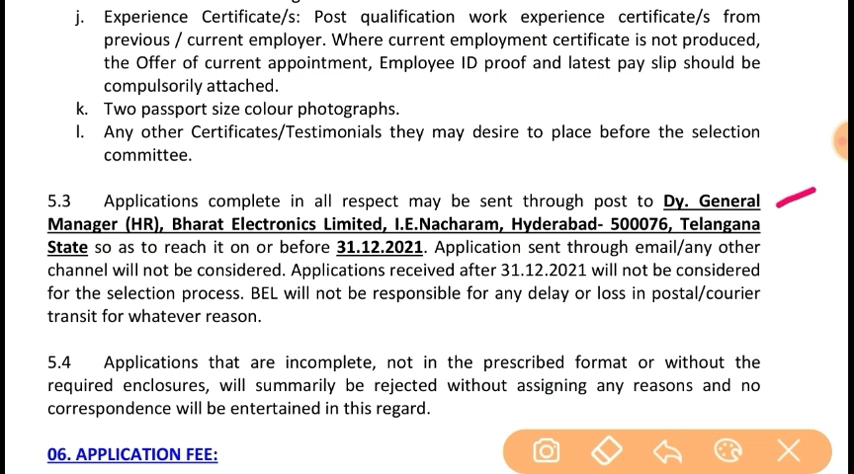 j. Experience Certificate/s: Post qualification work experience certificate/s from
previous / current employer. Where current employment certificate is not produced,
the Offer of current appointment, Employee ID proof and latest pay slip should be
compulsorily attached.
k. Two passport size colour photographs.
l. Any other Certificates/Testimonials they may desire to place before the selection
committee.
5.3 Applications complete in all respect may be sent through post to Dy. General
Manager (HR), Bharat Electronics Limited, I.E.Nacharam, Hyderabad- 500076, Telangana
State so as to reach it on or before 31.12.2021. Application sent through email/any other
channel will not be considered. Applications received after 31.12.2021 will not be considered
for the selection process. BEL will not be responsible for any delay or loss in postal/courier
transit for whatever reason.
5.4 Applications that are incomplete, not in the prescribed format or without the
required enclosures, will summarily be rejected without assigning any reasons and no
correspondence will be entertained in this regard.
06. APPLICATION FEE: